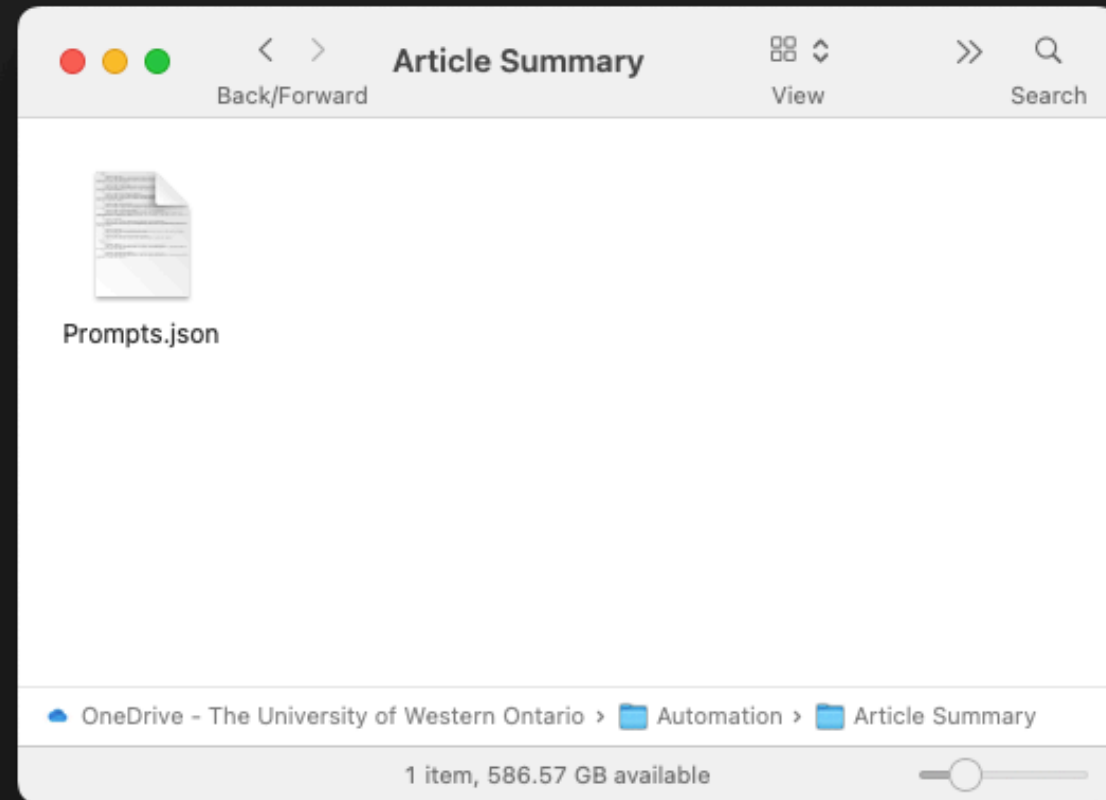 Article Summary
Back/Forward
View
Search
Prompts.json
OneDrive - The University of Western Ontario › Automation › Article Summary
1 item, 586.57 GB available